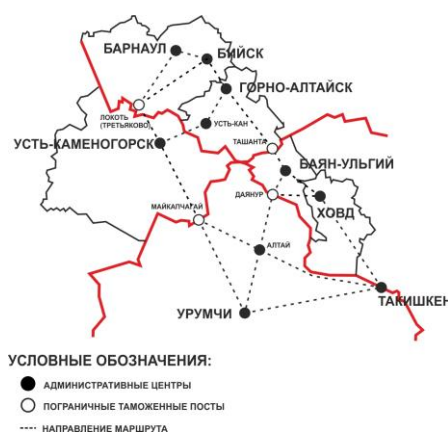 БАРНАУЛ
БИЙСК
ГОРНО-АЛТАЙСК
ЛОКОТЬ
(ТРЕТЬЯКОВО)
УСТЬ-КАН
УСТЬ-КАМЕНОГОРСК
ТАШАНТА
БАЯН-УЛЬГИЙ
ДАЯНУР
ХОВД
МАЙКАПЧАГАЙ
АЛТАЙ
ТАКИШКЕН
УРУМЧИ
УСЛОВНЫЕ ОБОЗНАЧЕНИЯ:
АДМИНИСТРАТИВНЫЕ ЦЕНТРЫ
ПОГРАНИЧНЫЕ ТАМОЖЕННЫЕ ПОСТЫ
НАПРАВЛЕНИЕ МАРШРУТА